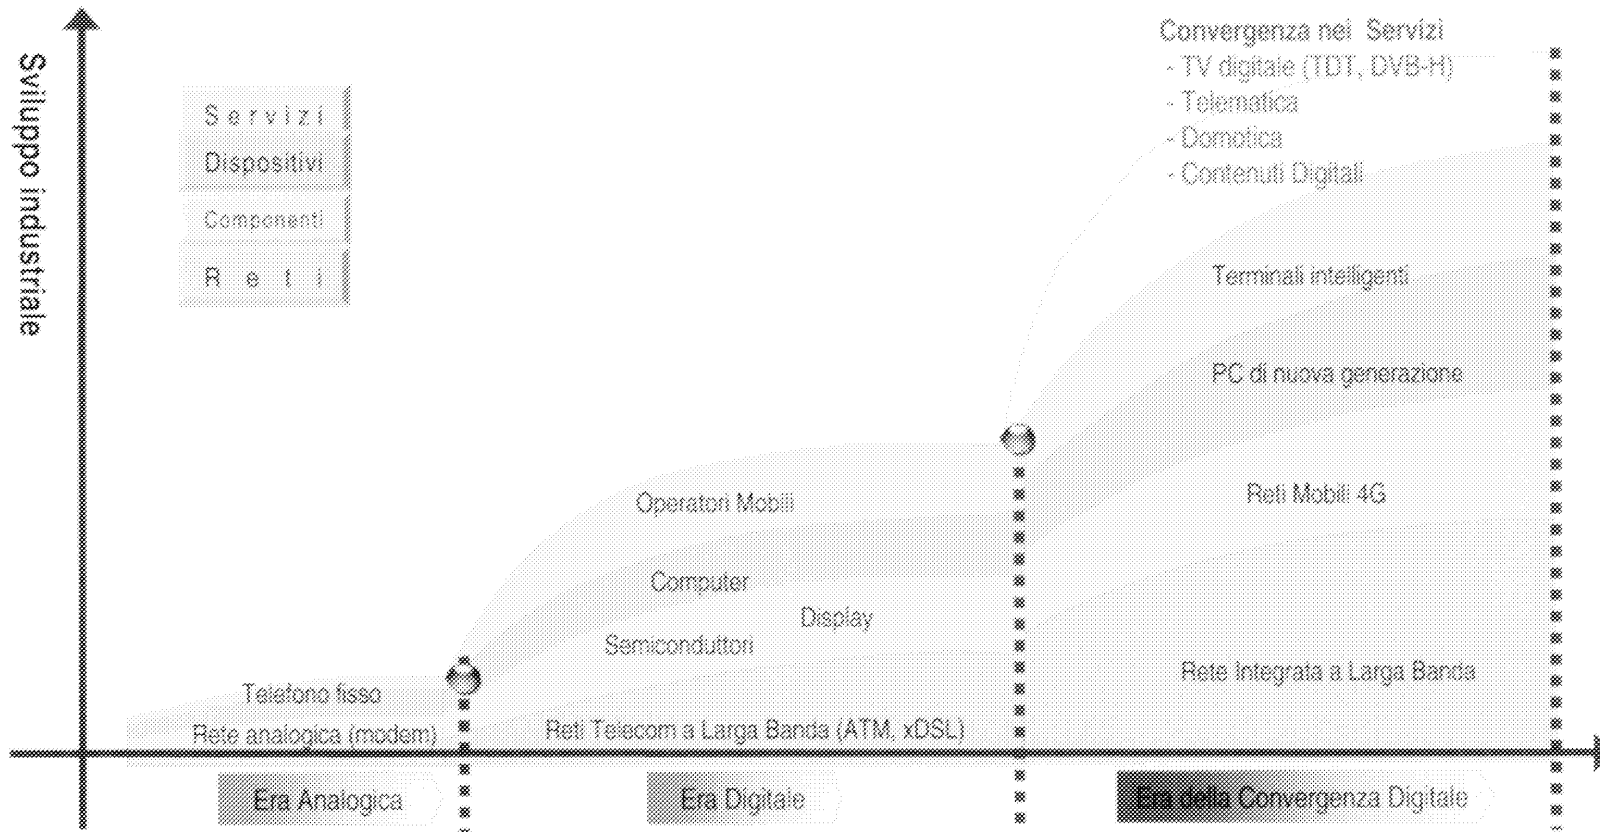 Sviluppo industriale
Servizi
Dispositivi
Componenti
Reti
Convergenza nei Servizi
- TV digitale (TDT, DVB-H)
- Telematica
- Domotica
- Contenuti Digitali
Terminali intelligenti
PC di nuova generazione
Reti Mobili 4G
Rete Integrata a Larga Banda
Operatori Mobili
Computer
Display
Semiconduttori
Reti Telecom a Larga Banda (ATM, xDSL)
Telefono fisso
Rete analogica (modem)
Era Analogica
Era Digitale
Era della Convergenza Digitale